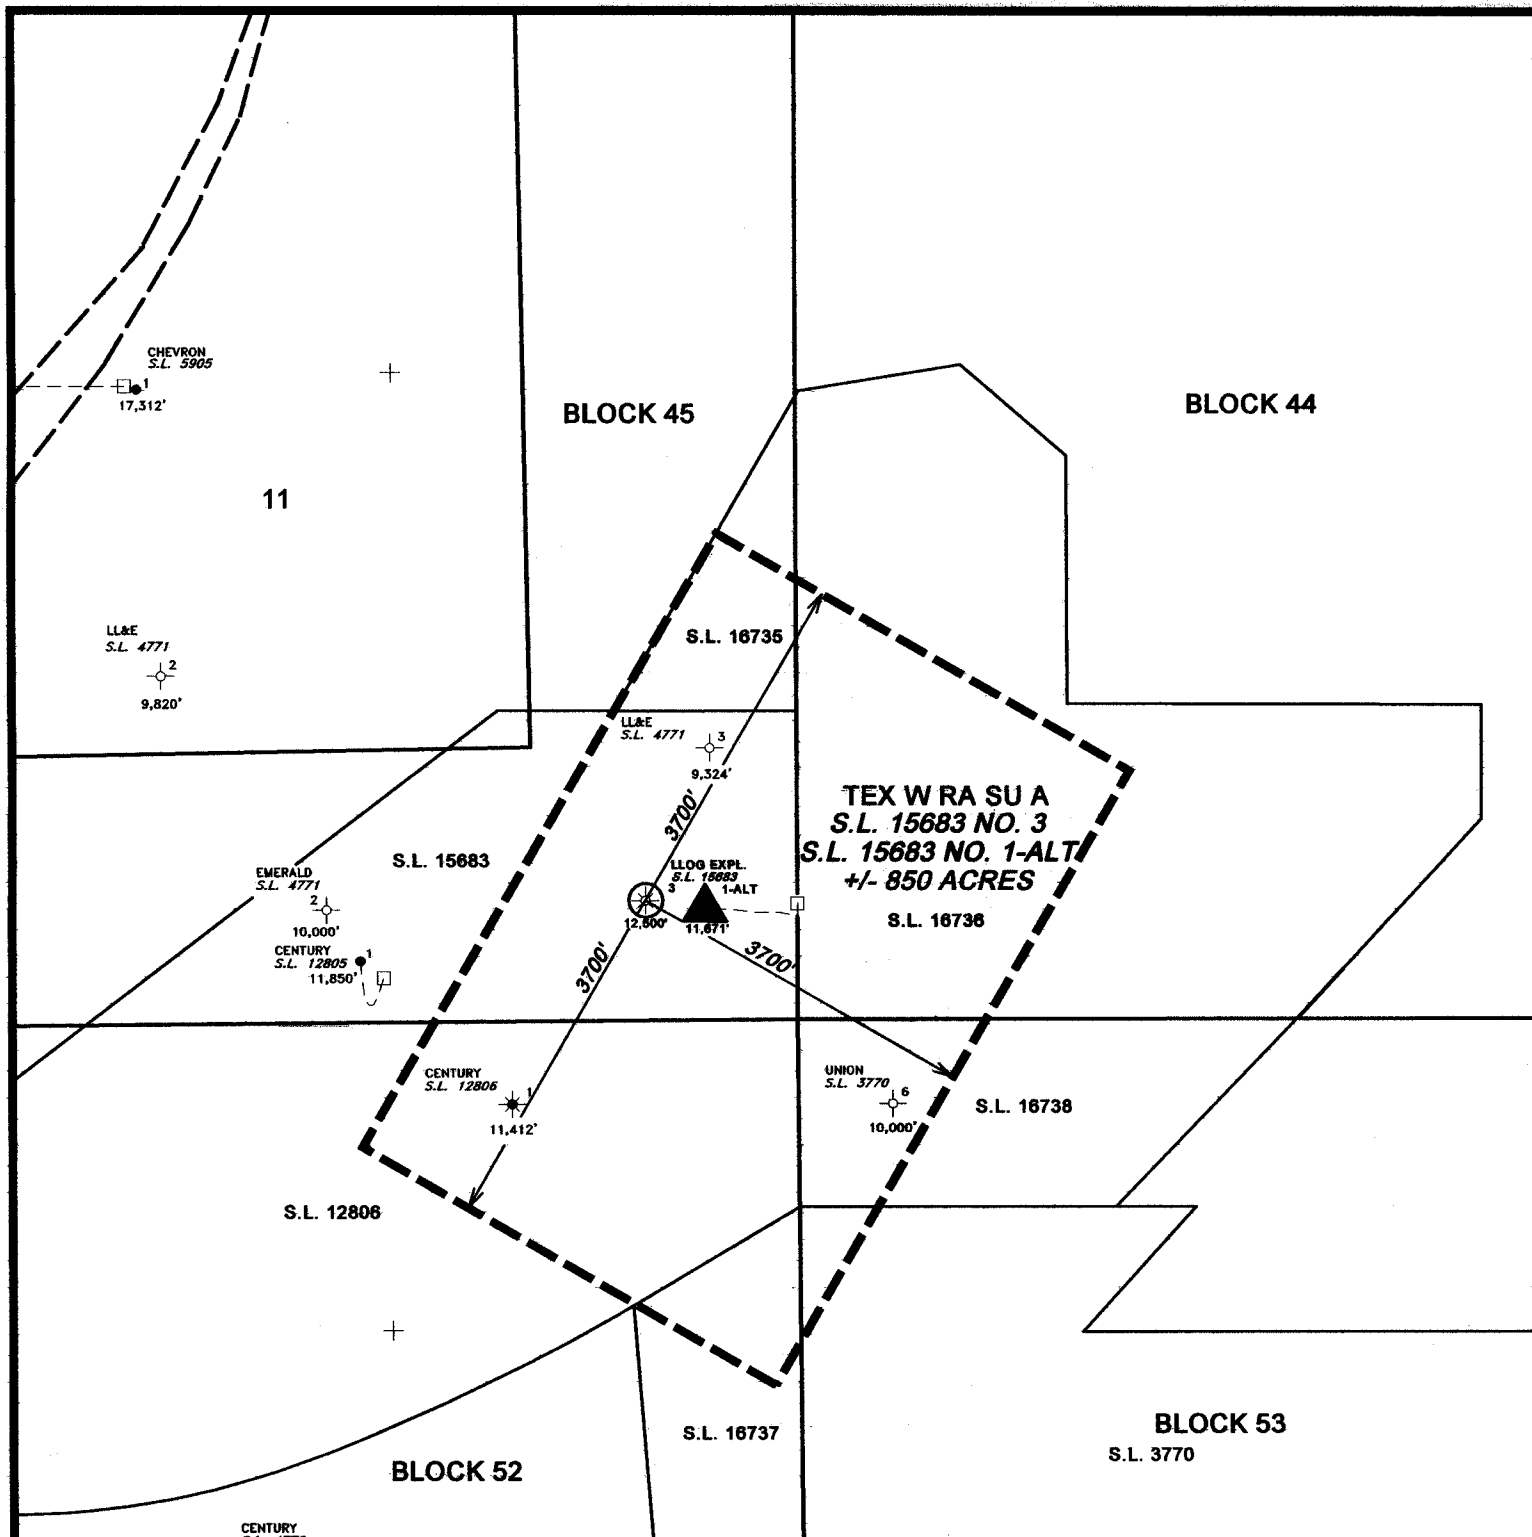 CHEVRON
S.L. 5905
1
17,312'
BLOCK 45
BLOCK 44
11
LL&E
S.L. 4771
2
9,820'
S.L. 16735
LL&E
S.L. 4771
3
9,324'
3700'
TEX W RA SU A
S.L. 15683 NO. 3
S.L. 15683 NO. 1-ALT
+/- 850 ACRES
S.L. 16736
S.L. 15683
LLOG EXPL.
S.L. 15683
3
1-ALT
12,500'
11,671'
EMERALD
S.L. 4771
2
10,000'
CENTURY
S.L. 12805
1
11,850'
3700'
3700'
CENTURY
S.L. 12806
1
11,412'
UNION
S.L. 3770
6
10,000'
S.L. 16738
S.L. 12806
S.L. 16737
BLOCK 53
S.L. 3770
BLOCK 52
CENTURY